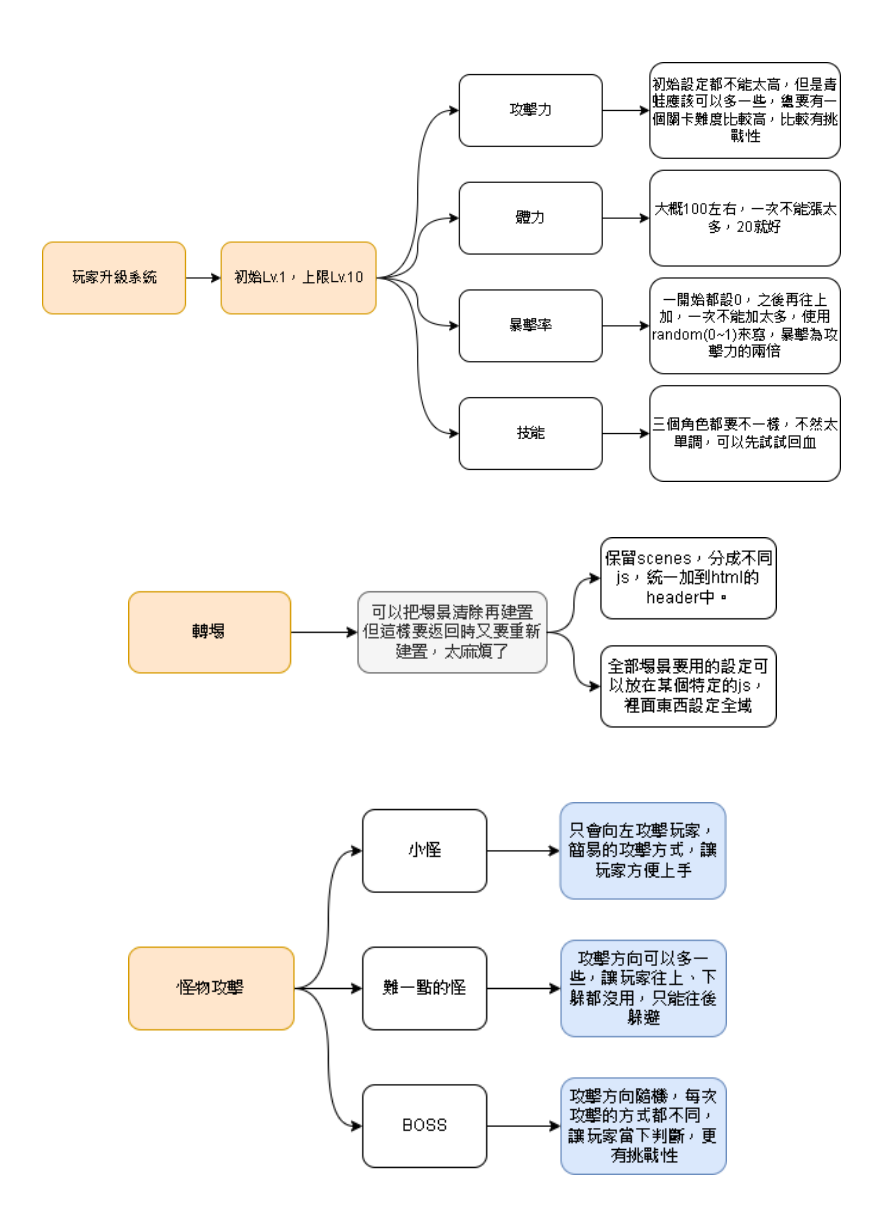 玩家升級系統
初始Lv.1，上限Lv.10
攻擊力
初始設定都不能太高，但是青
蛙應該可以多一些，總要有一
個關卡難度比較高，比較有挑
戰性
體力
大概100左右，一次不能漲太
多，20就好
暴擊率
一開始都設0，之後再往上
加，一次不能加太多，使用
random(0~1)來寫，暴擊為攻
擊力的兩倍
技能
三個角色都要不一樣，不然太
單調，可以先試試回血
轉場
可以把場景清除再建置
但這樣要返回時又要重新
建置，太麻煩了
保留scenes，分成不同
js，統一加到html的
header中。
全部場景要用的設定可
以放在某個特定的js，
裡面東西設定全域
怪物攻擊
小怪
只會向左攻擊玩家，
簡易的攻擊方式，讓
玩家方便上手
難一點的怪
攻擊方向可以多一
些，讓玩家往上、下
躲都沒用，只能往後
躲避
BOSS
攻擊方向隨機，每次
攻擊的方式都不同，
讓玩家當下判斷，更
有挑戰性